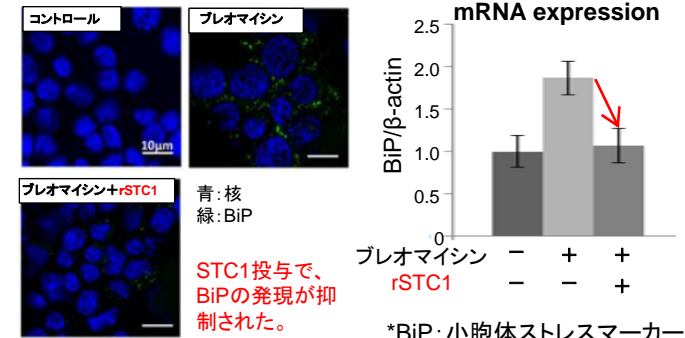 コントロール
ブレオマイシン
10μm
ブレオマイシン+rSTC1
青:核
緑:BiP
STC1投与で、
BiPの発現が抑
制された。
mRNA expression
BiP/β-actin
2.5
2.0
1.5
1.0
0.5
0
ブレオマイシン － + +
rSTC1 － － +
*BiP:小胞体ストレスマーカー